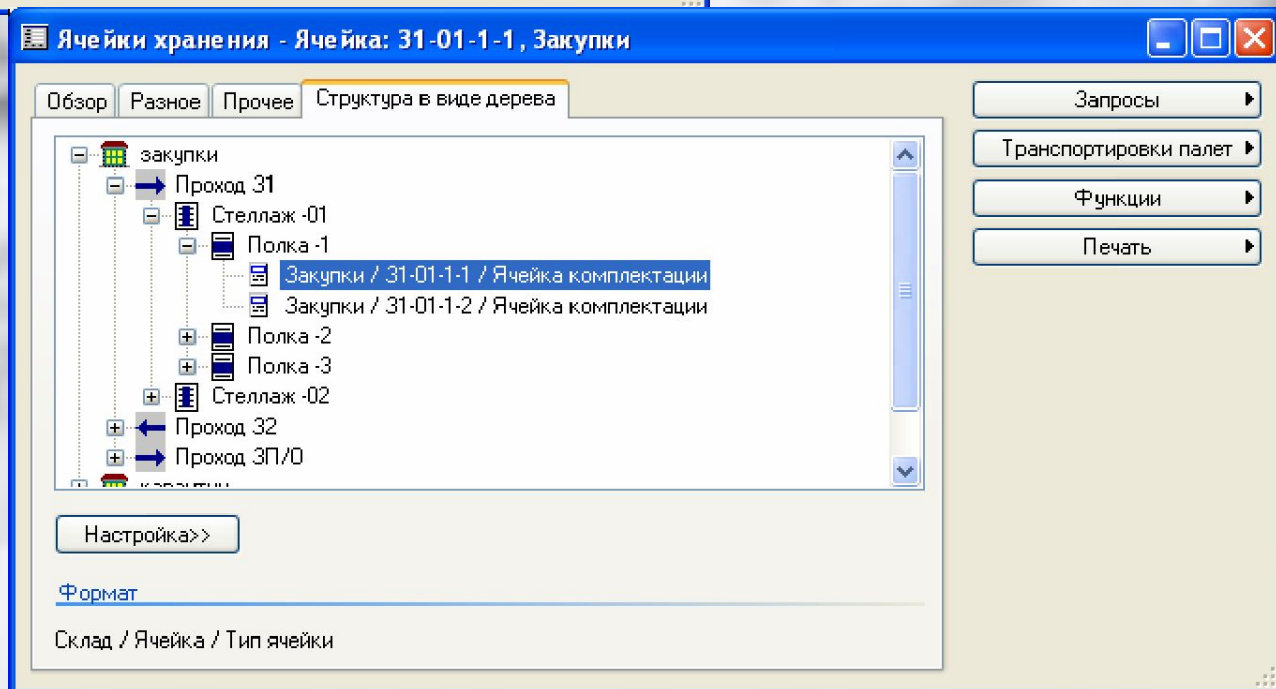 Ячейки хранения - Ячейка: 31-01-1-1, Закупки
Обзор Разное Прочее Структура в виде дерева
закупки
Проход 31
Стеллаж -01
Полка -1
Закупки / 31-01-1-1 / Ячейка комплектации
Закупки / 31-01-1-2 / Ячейка комплектации
Полка -2
Полка -3
Стеллаж -02
Проход 32
Проход ЗП/О
Настройка>>
Формат
Склад / Ячейка / Тип ячейки
Запросы
Транспортировки палет
Функции
Печать